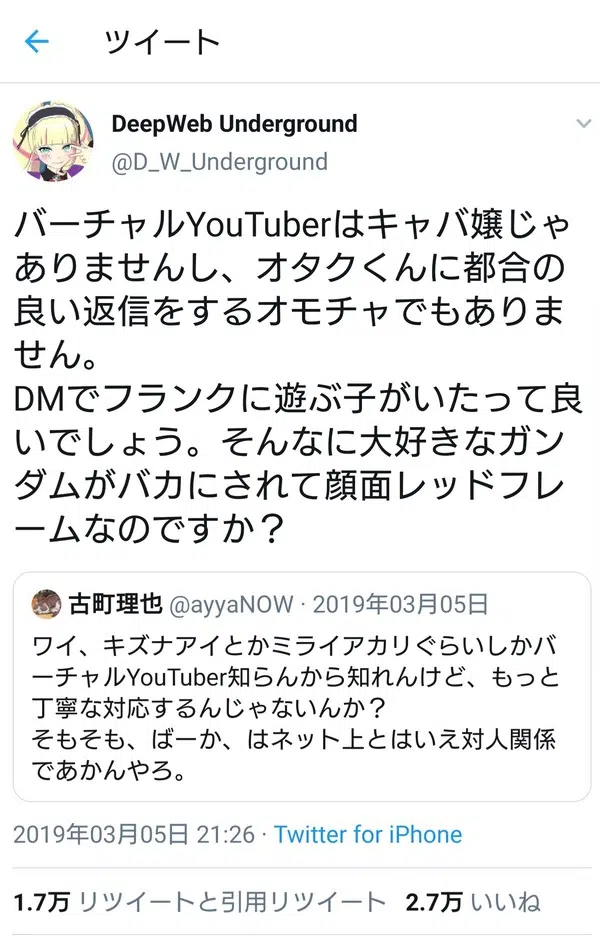 ツイート
DeepWeb Underground
@D_W_Underground
バーチャルYouTuberはキャバ嬢じゃ
ありませんし、オタクくんに都合の
良い返信をするオモチャでもありま
せん。
DMでフランクに遊ぶ子がいたって良
いでしょう。そんなに大好きなガン
ダムがバカにされて顔面レッドフレ
ームなのですか？
古町理也 @ayyaNOW · 2019年03月05日
ワイ、キズナアイとかミライアカリぐらいしかバ
ーチャルYouTuber知らんから知れんけど、もっと
丁寧な対応するんじゃないんか？
そもそも、ばーか、はネット上とはいえ対人関係
であかんやろ。
2019年03月05日 21:26 · Twitter for iPhone
1.7万 リツイートと引用リツイート 2.7万 いいね